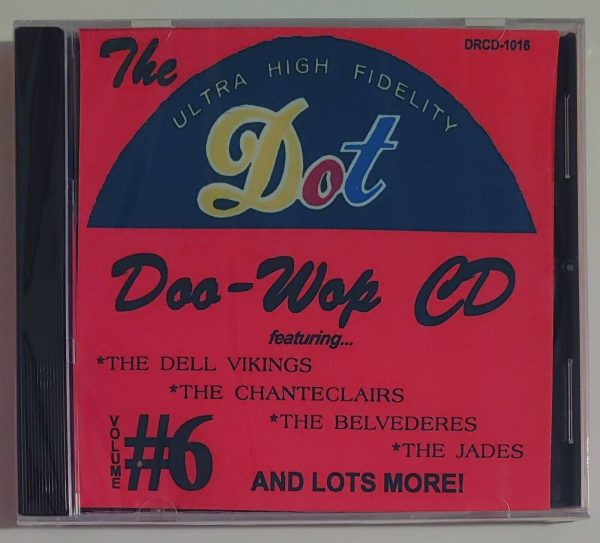 The
DRCD-1016
ULTRA HIGH FIDELITY
Dot
Doo-Wop CD
featuring...
*THE DELL VIKINGS
*THE CHANTECLAIRS
*THE BELVEDERES
*THE JADES
VOLUME
#6
AND LOTS MORE!